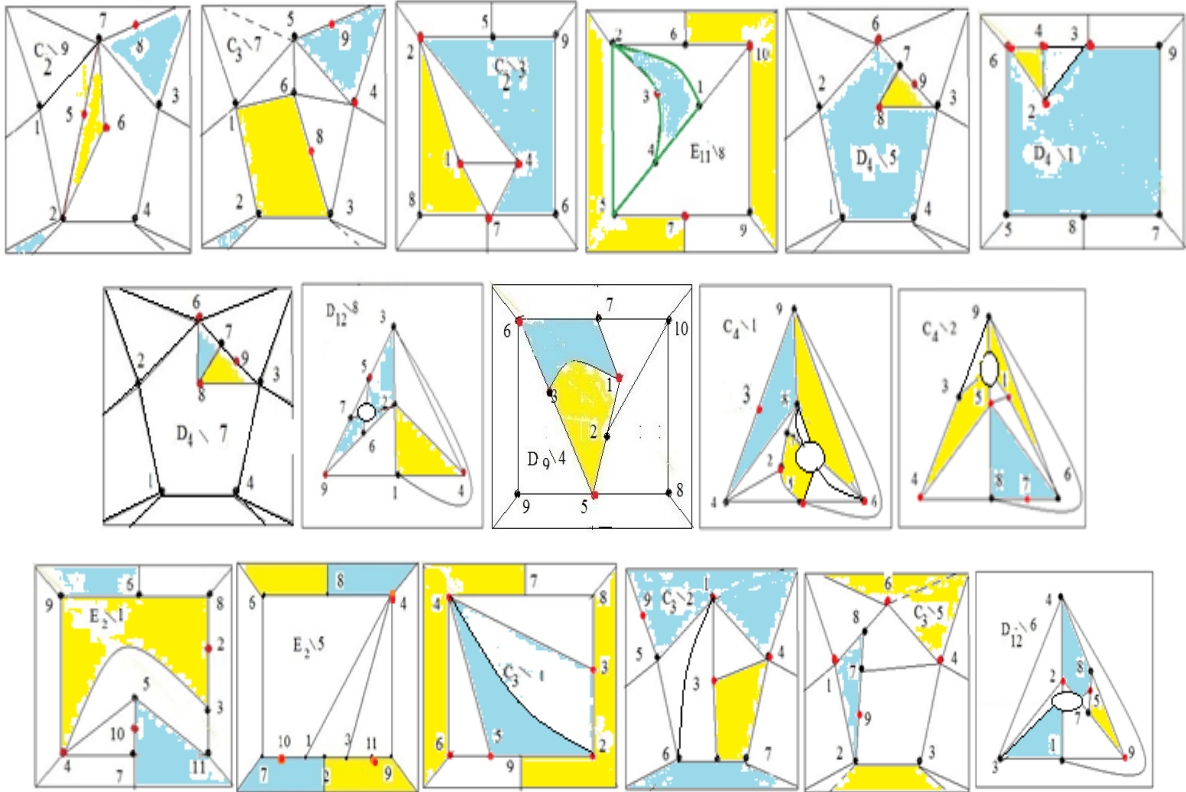 C₂\9 7 8 3 1 5 6 2 4
C₃\7 5 9 4 6 1 8 2 3
C₂\3 5 9 2 1 4 8 7 6
E₁₁\8 2 6 10 1 3 4 5 7 9
D₄\5 6 7 9 2 8 3 1 4
D₄\1 6 4 3 9 2 5 8 7
D₄\7 6 7 9 2 8 3 1 4
D₁₂\8 3 5 7 2 6 9 1 4
D₉\4 6 7 10 3 1 2 9 5 8
C₄\1 9 3 8 7 2 4 5 6
C₄\2 9 3 5 1 4 8 7 6
E₂\1 9 6 8 2 5 3 10 4 7 11
E₂\5 6 8 4 10 1 3 11 7 2 9
4 7 8 3 6 5 9 2
C₃\2 1 9 5 4 3 6 7
C₃\5 6 8 1 7 4 9 2 3
D₁₂\6 4 8 2 5 7 3 1 9